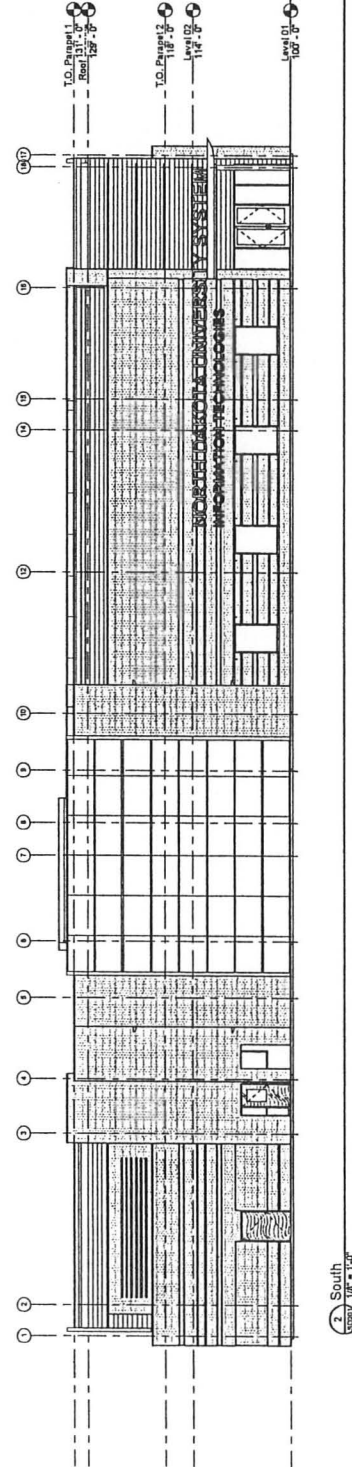 T.O. Parapet 1
131' - 0"
Roof
129' - 0"
T.O. Parapet 2
118' - 0"
Level 02
114' - 0"
Level 01
100' - 0"
1
2
3
4
5
6
7
8
9
10
12
14
15
16
17
NORTH DAKOTA UNIVERSITY SYSTEM
INFORMATION TECHNOLOGIES
2
South
1/8" = 1'-0"